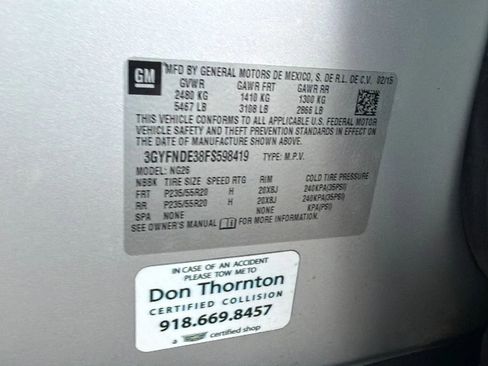 GM
MFD BY GENERAL MOTORS DE MEXICO, S. DE R.L. DE C.V. 02/15
GVWR GAWR FRT GAWR RR
2480 KG 1410 KG 1300 KG
5467 LB 3108 LB 2866 LB
THIS VEHICLE CONFORMS TO ALL APPLICABLE U.S. FEDERAL MOTOR
VEHICLE SAFETY AND THEFT PREVENTION STANDARDS IN EFFECT ON
THE DATE OF MANUFACTURE SHOWN ABOVE.
3GYFNDE38FS598419 TYPE: M.P.V.
MODEL: NG26
NBBK TIRE SIZE SPEED RTG RIM COLD TIRE PRESSURE
FRT P235/55R20 H 20X8J 240KPA(35PSI)
RR P235/55R20 H 20X8J 240KPA(35PSI)
SPA NONE NONE KPA(PSI)
SEE OWNER'S MANUAL FOR MORE INFORMATION.
IN CASE OF AN ACCIDENT
PLEASE TOW ME TO
Don Thornton
CERTIFIED COLLISION
918.669.8457
a certified shop